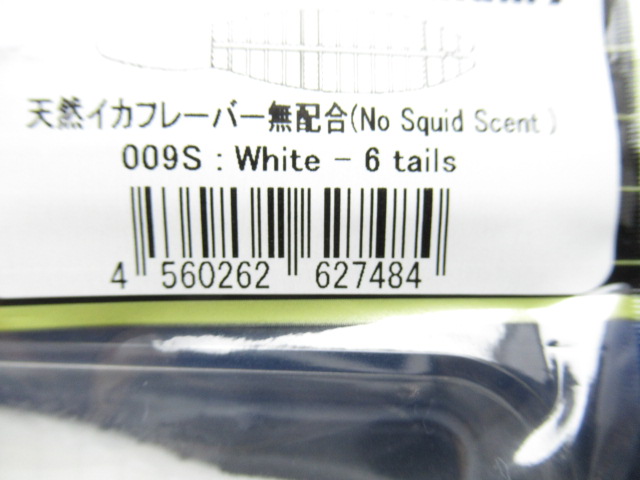 天然イカフレーバー無配合(No Squid Scent )
009S : White - 6 tails
4 560262 627484